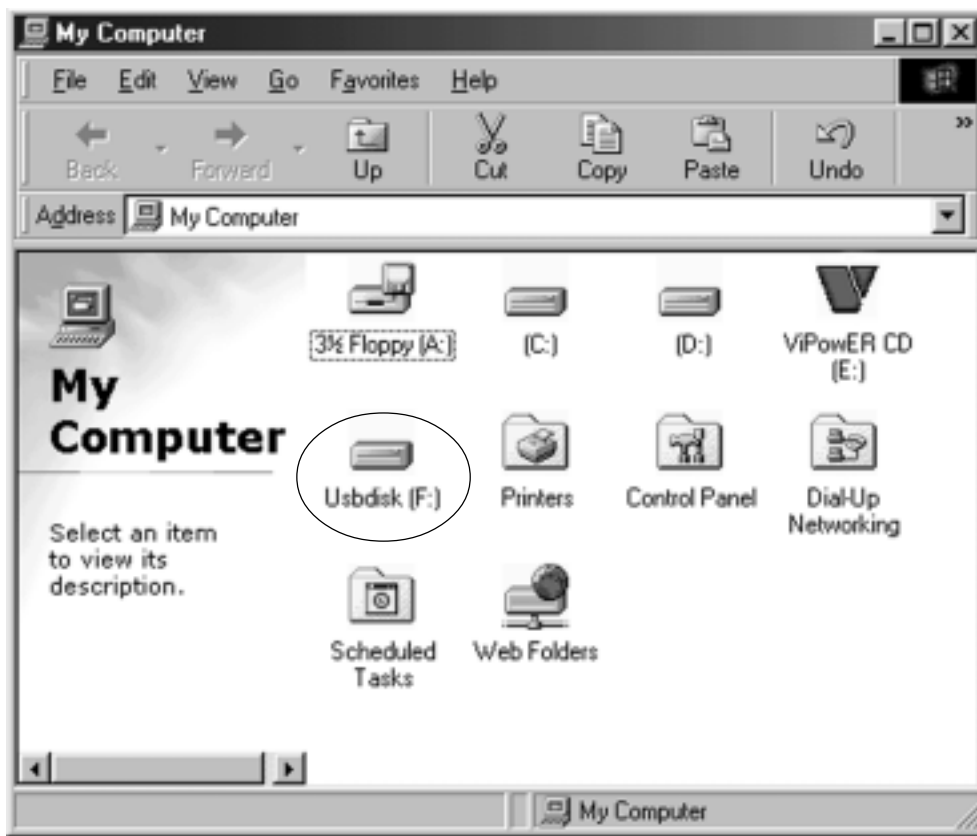 My Computer
File Edit View Go Favorites Help
Back Forward Up Cut Copy Paste Undo »
Address My Computer
My
Computer
Select an item
to view its
description.
3½ Floppy (A:) (C:) (D:) ViPowER CD
(E:)
Usbdisk (F:) Printers Control Panel Dial-Up
Networking
Scheduled
Tasks
Web Folders
My Computer